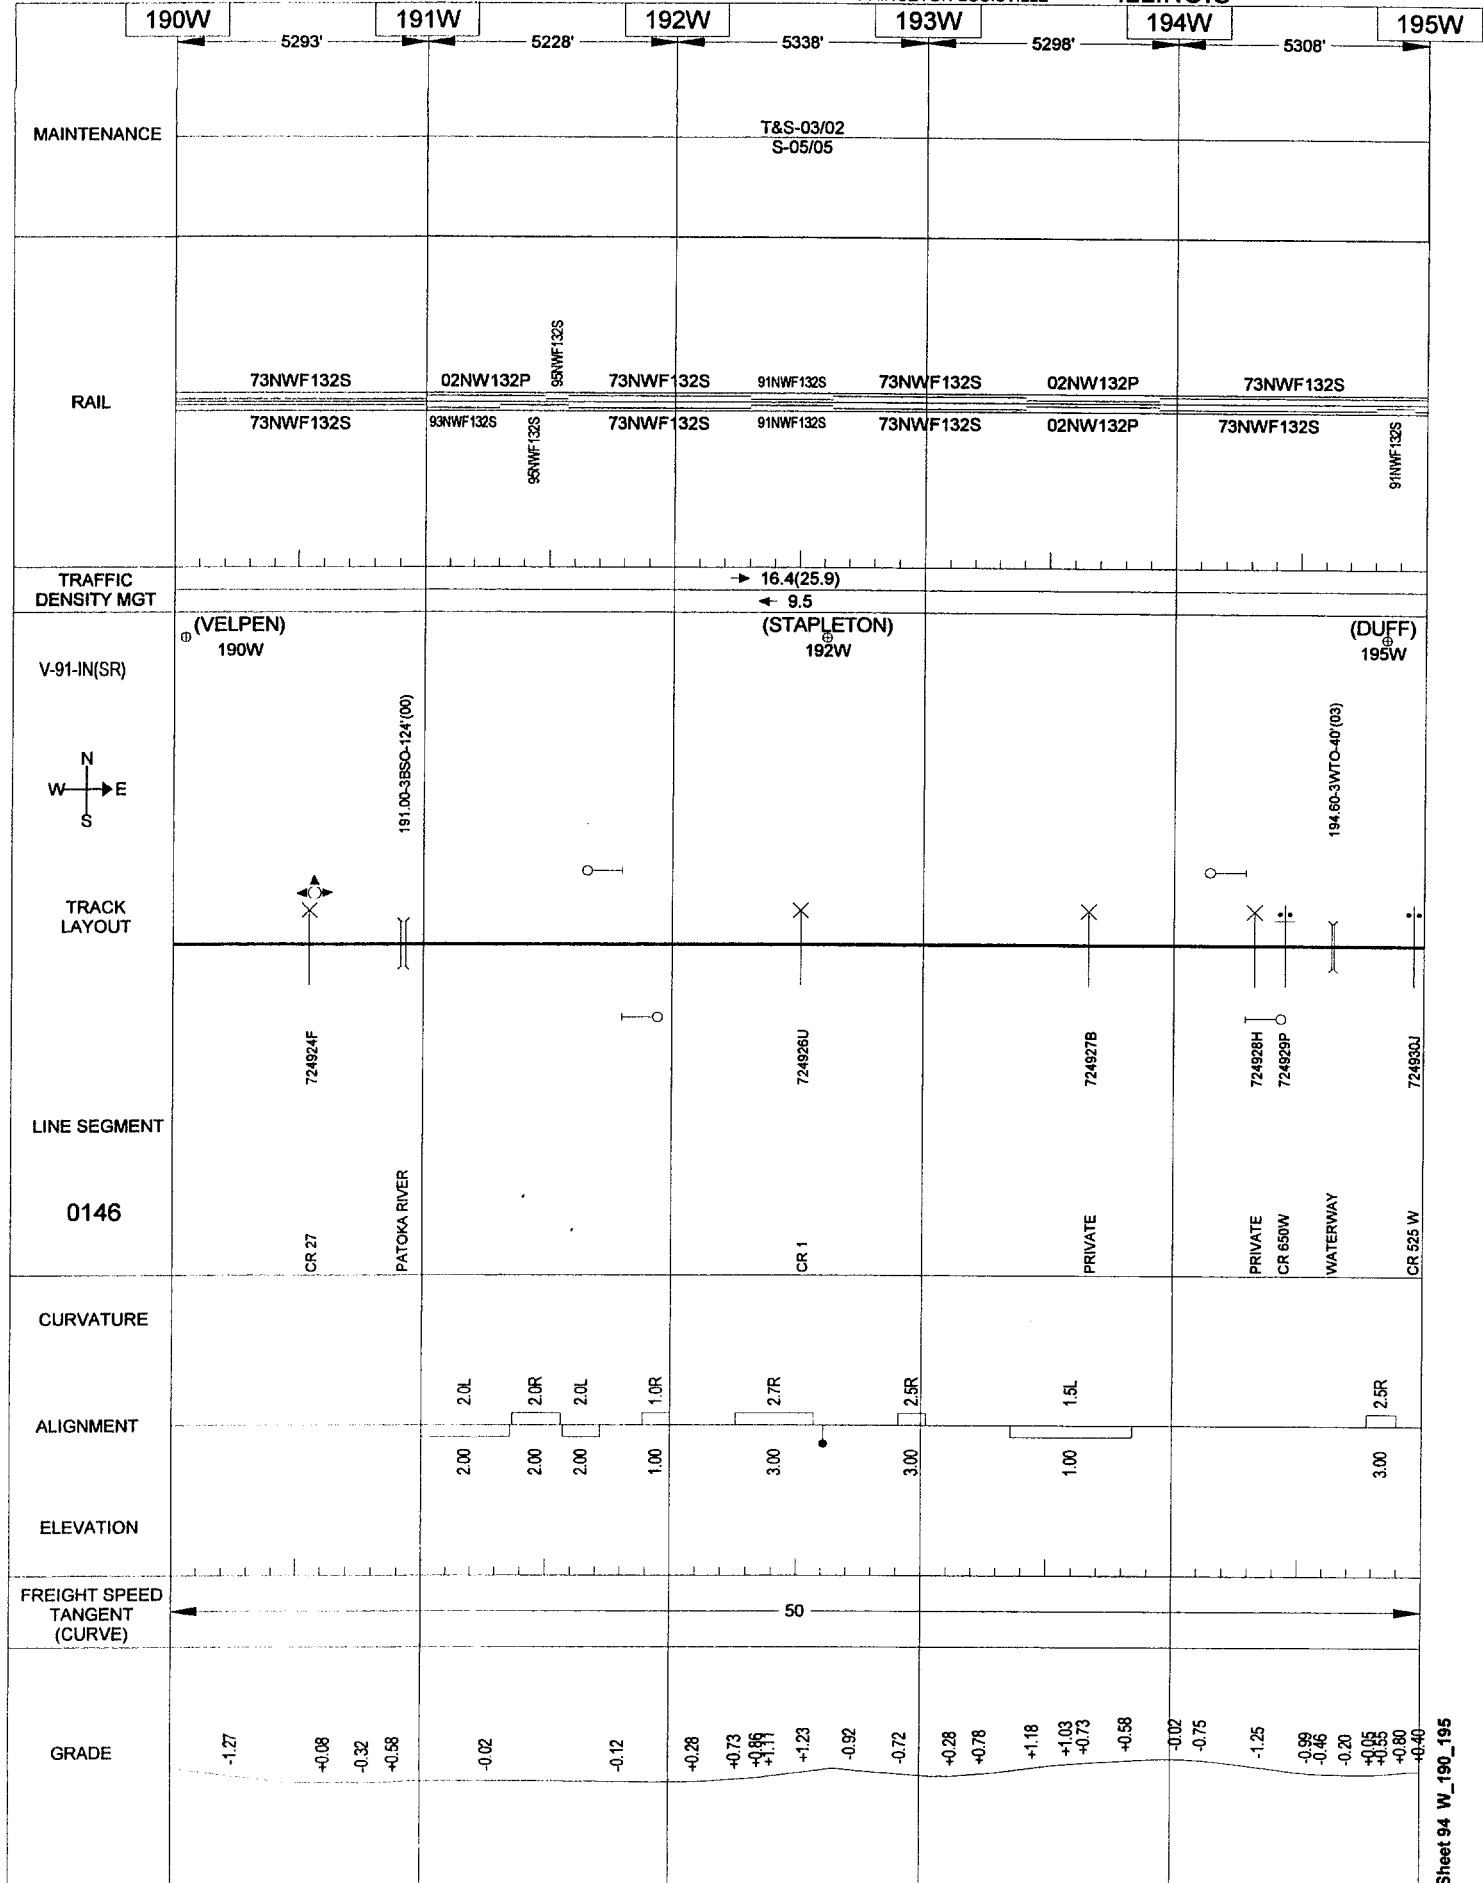 ILLINOIS
190W 191W 192W 193W 194W 195W
5293' 5228' 5338' 5298' 5308'
MAINTENANCE
T&S-03/02
S-05/05
95NWF132S
73NWF132S 02NW132P 73NWF132S 91NWF132S 73NWF132S 02NW132P 73NWF132S
RAIL
73NWF132S 93NWF132S 95NWF132S 73NWF132S 91NWF132S 73NWF132S 02NW132P 73NWF132S 91NWF132S
TRAFFIC
DENSITY MGT
16.4(25.9)
9.5
(VELPEN) (STAPLETON) (DUFF)
190W 192W 195W
V-91-IN(SR)
191.00-3BSO-124'(00)
194.60-3WTO-40'(03)
N
W E
S
TRACK
LAYOUT
724924F 724926U 724927B 724928H 724929P 724930J
LINE SEGMENT
0146
CR 27 PATOKA RIVER CR 1 PRIVATE PRIVATE CR 650W WATERWAY CR 525 W
CURVATURE
2.0L 2.0R 2.0L 1.0R 2.7R 2.5R 1.5L 2.5R
ALIGNMENT
2.00 2.00 2.00 1.00 3.00 3.00 1.00 3.00
ELEVATION
FREIGHT SPEED
TANGENT
(CURVE)
50
GRADE
-1.27 +0.08 -0.32 +0.58 -0.02 -0.12 +0.28 +0.73 +0.86 +1.11 +1.23 -0.92 -0.72 +0.28 +0.78 +1.18 +1.03 +0.73 +0.58 -0.02 -0.75 -1.25 -0.99 -0.46 -0.20 +0.05 +0.55 +0.80 +0.40
Sheet 94 W_190_195